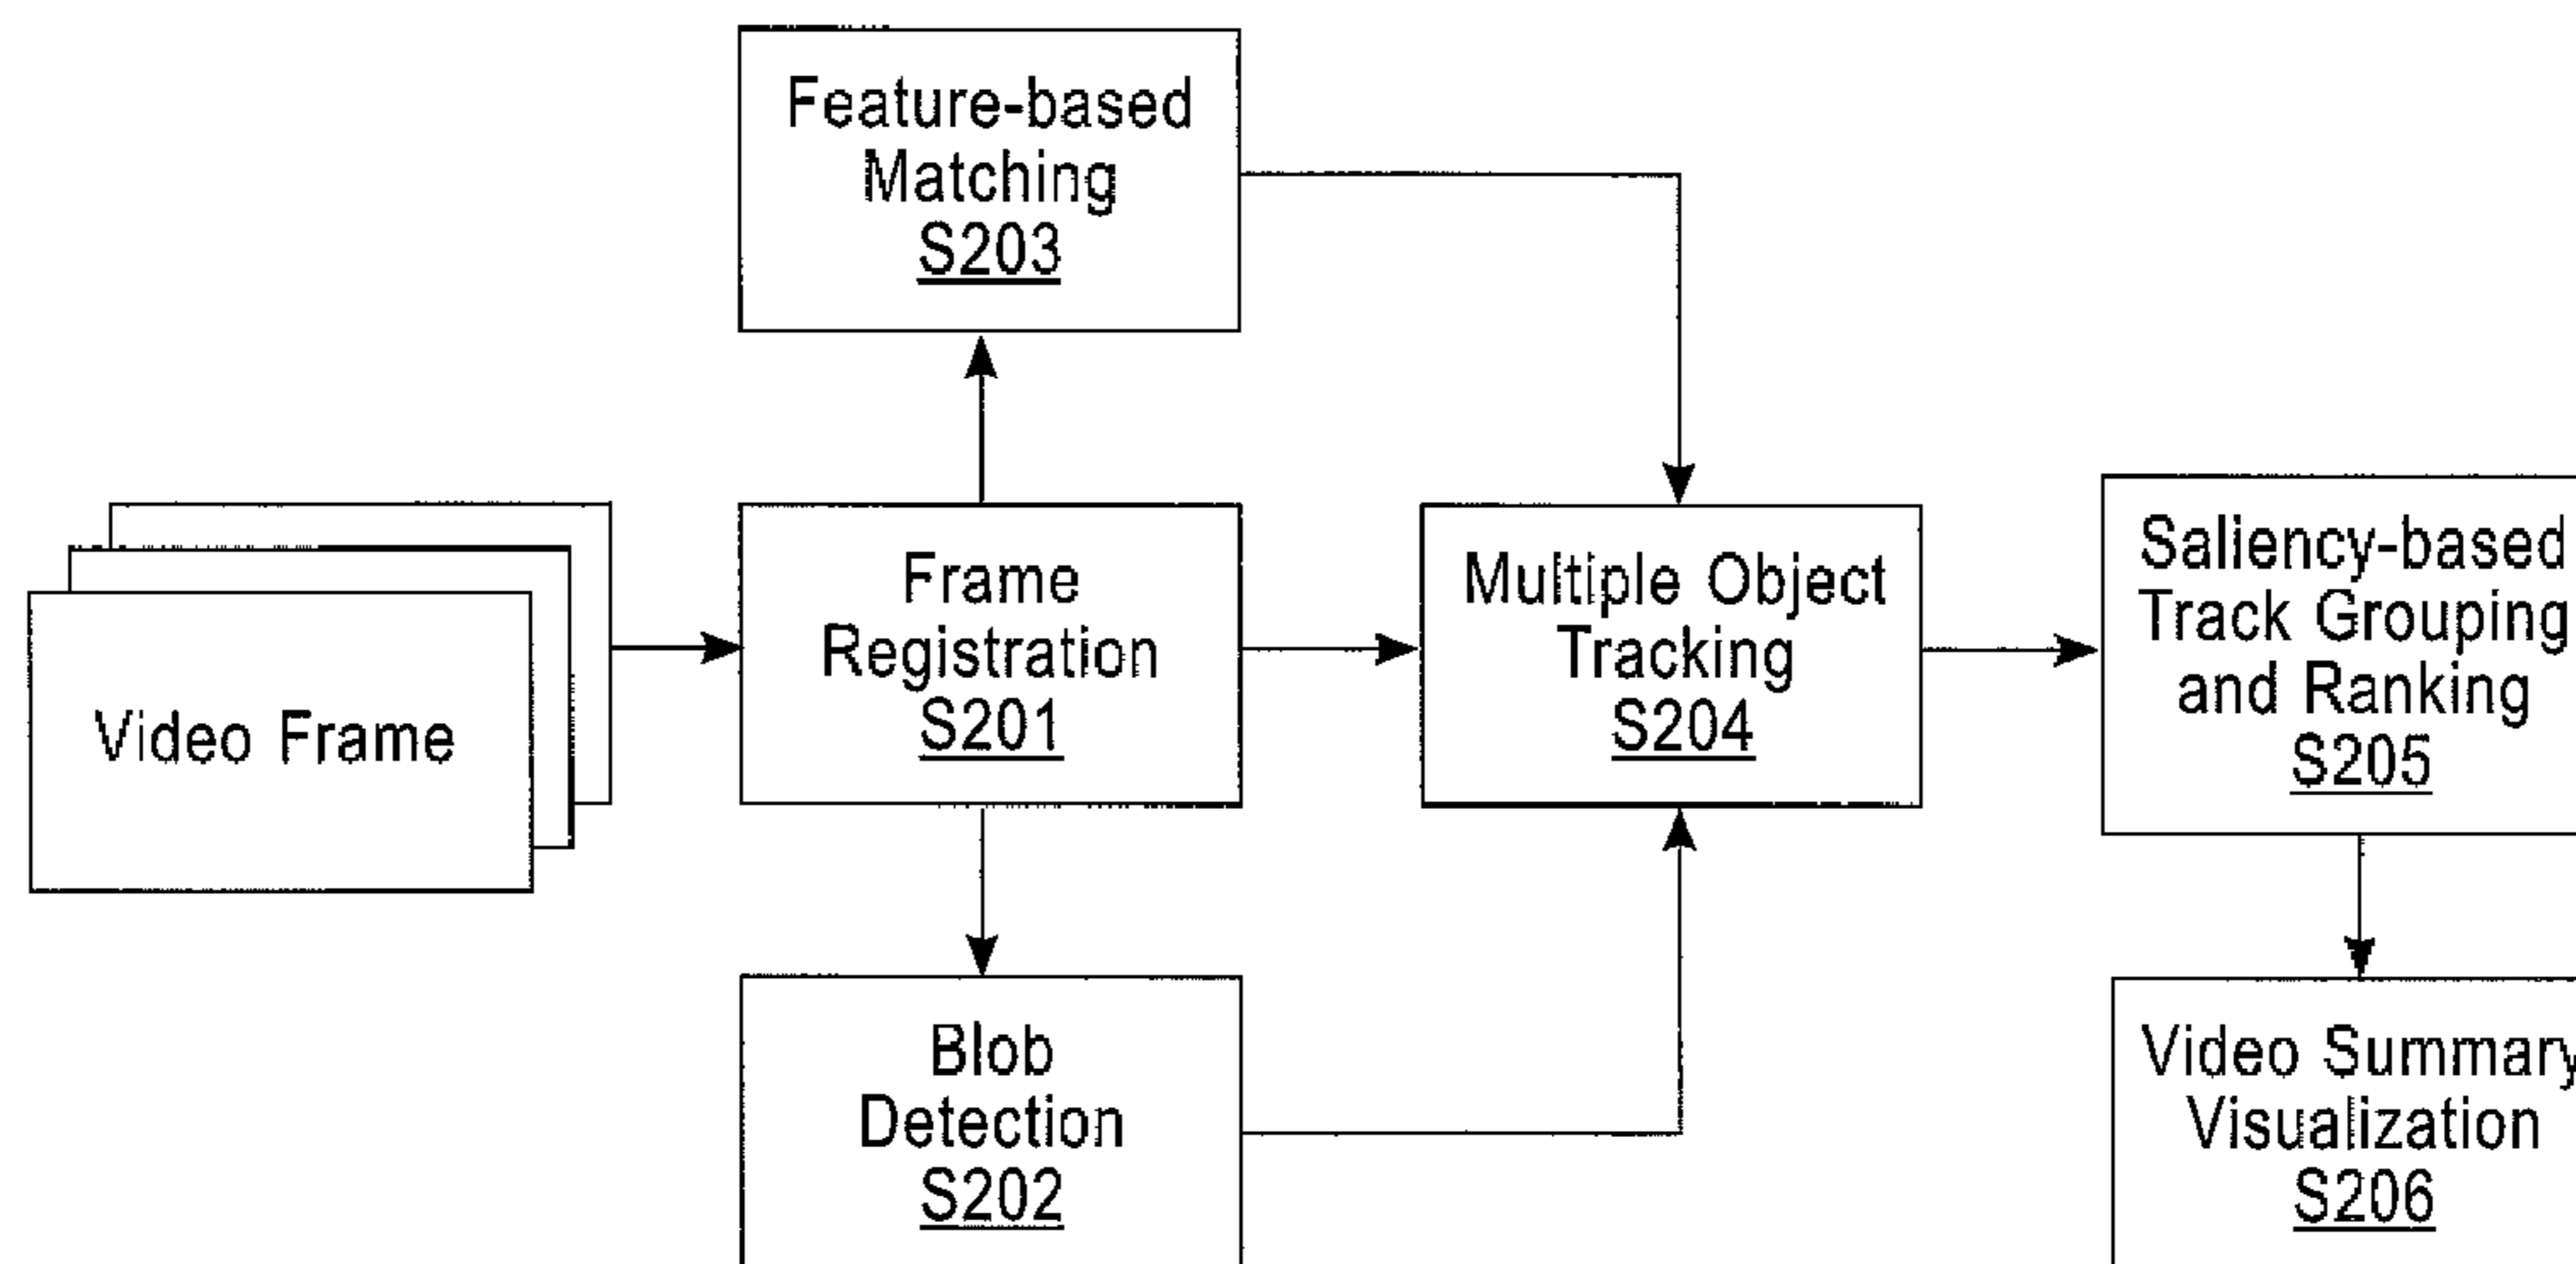 Feature-based
Matching
S203
Video Frame
Frame
Registration
S201
Multiple Object
Tracking
S204
Saliency-based
Track Grouping
and Ranking
S205
Blob
Detection
S202
Video Summary
Visualization
S206